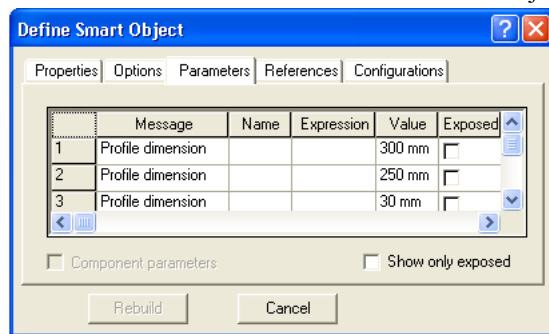 Define Smart Object
Properties Options Parameters References Configurations
Message Name Expression Value Exposed
1 Profile dimension 300 mm
2 Profile dimension 250 mm
3 Profile dimension 30 mm
Component parameters Show only exposed
Rebuild Cancel